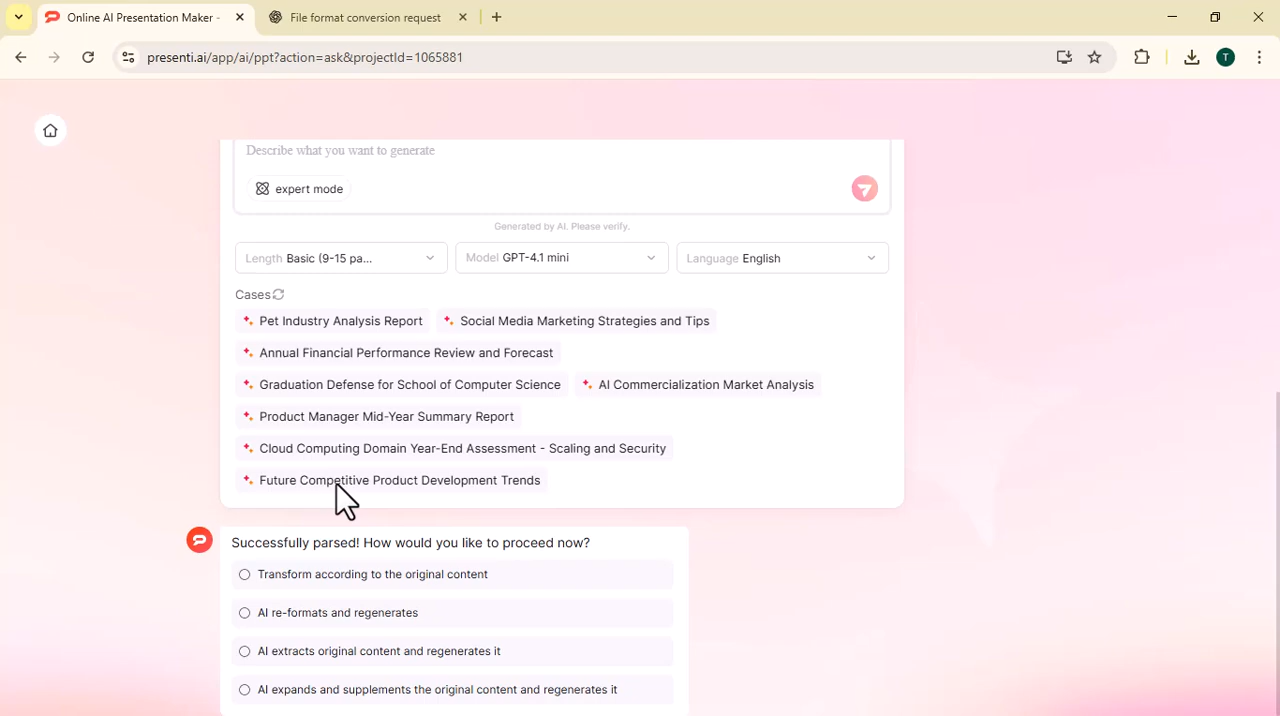 Online AI Presentation Maker -
File format conversion request
presenti.ai/app/ai/ppt?action=ask&projectId=1065881
T
Describe what you want to generate
expert mode
Generated by AI. Please verify.
Length Basic (9-15 pa...
Model GPT-4.1 mini
Language English
Cases
Pet Industry Analysis Report
Social Media Marketing Strategies and Tips
Annual Financial Performance Review and Forecast
Graduation Defense for School of Computer Science
AI Commercialization Market Analysis
Product Manager Mid-Year Summary Report
Cloud Computing Domain Year-End Assessment - Scaling and Security
Future Competitive Product Development Trends
Successfully parsed! How would you like to proceed now?
Transform according to the original content
AI re-formats and regenerates
AI extracts original content and regenerates it
AI expands and supplements the original content and regenerates it